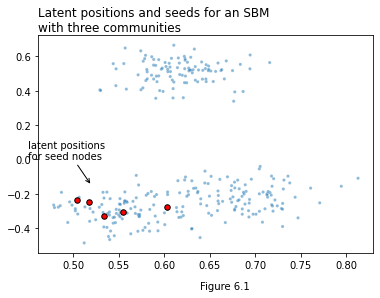 Latent positions and seeds for an SBM
with three communities
0.6
0.4
0.2
latent positions
for seed nodes
0.0
−0.2
−0.4
0.50 0.55 0.60 0.65 0.70 0.75 0.80
Figure 6.1